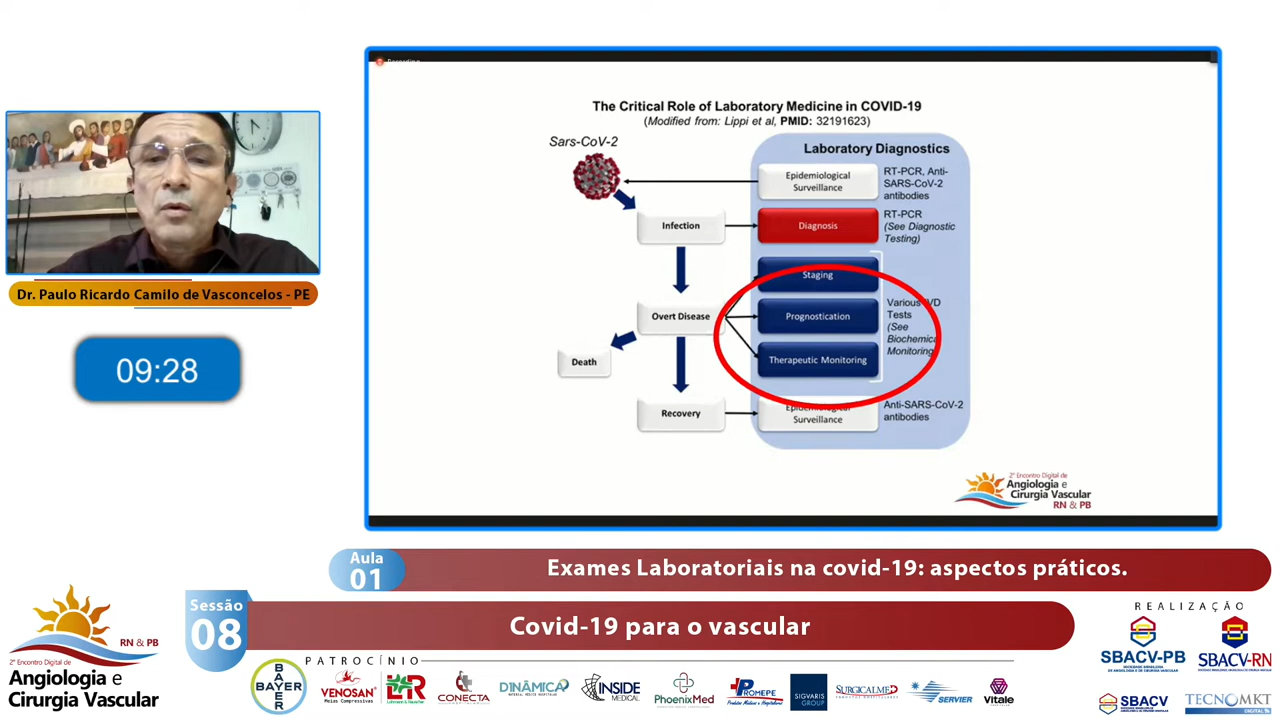 Recording
The Critical Role of Laboratory Medicine in COVID-19
(Modified from: Lippi et al, PMID: 32191623)
Sars-CoV-2
Laboratory Diagnostics
Epidemiological
Surveillance
RT-PCR, Anti-
SARS-CoV-2
antibodies
Infection
Diagnosis
RT-PCR
(See Diagnostic
Testing)
Staging
Overt Disease
Prognostication
Various IVD
Tests
(See
Biochemical
Monitoring)
Death
Therapeutic Monitoring
Recovery
Epidemiological
Surveillance
Anti-SARS-CoV-2
antibodies
2º Encontro Digital de
Angiologia e
Cirurgia Vascular
RN & PB
Dr. Paulo Ricardo Camilo de Vasconcelos - PE
09:28
Aula
01
Exames Laboratoriais na covid-19: aspectos práticos.
Sessão
08
Covid-19 para o vascular
RN & PB
2º Encontro Digital de
Angiologia e
Cirurgia Vascular
PATROCÍNIO
BAYER
BAYER
VENOSAN
Meias Compressivas
L&R
CONECTA
DINÂMICA
INSIDE
MEDICAL
PhoenixMed
PROMEPE
Produtos Médicos e Hospitalares
SIGVARIS
GROUP
SURGICALMED
SERVIER
Vitale
REALIZAÇÃO
SBACV-PB
SBACV-RN
SBACV
TECNOMKT
DIGITAL